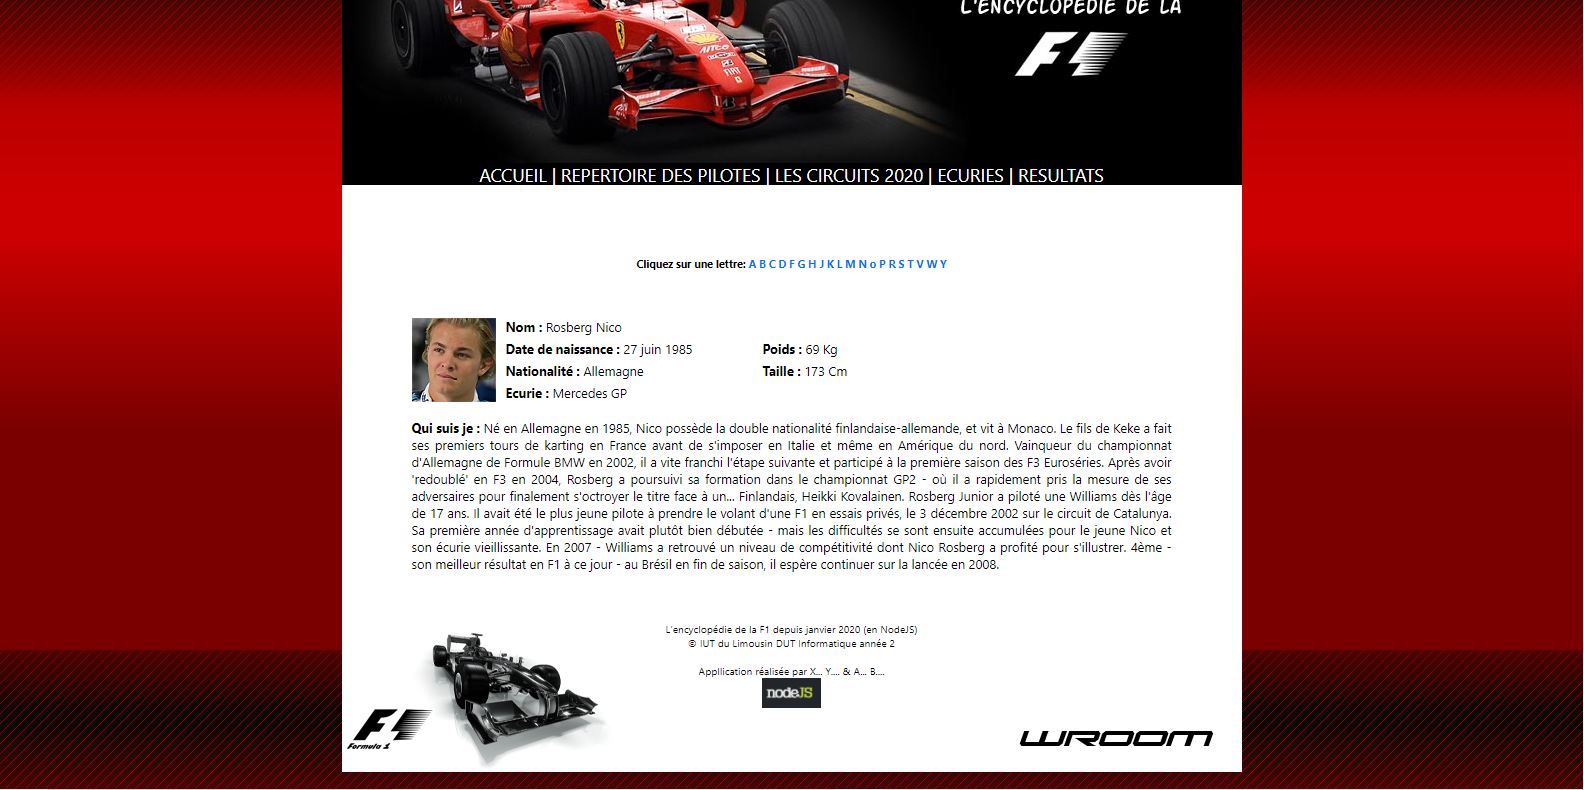 L'ENCYCLOPÉDIE DE LA
F1
ACCUEIL | REPERTOIRE DES PILOTES | LES CIRCUITS 2020 | ECURIES | RESULTATS
Cliquez sur une lettre: A B C D F G H J K L M N o P R S T V W Y
Nom : Rosberg Nico
Date de naissance : 27 juin 1985 Poids : 69 Kg
Nationalité : Allemagne Taille : 173 Cm
Ecurie : Mercedes GP
Qui suis je : Né en Allemagne en 1985, Nico possède la double nationalité finlandaise-allemande, et vit à Monaco. Le fils de Keke a fait
ses premiers tours de karting en France avant de s'imposer en Italie et même en Amérique du nord. Vainqueur du championnat
d'Allemagne de Formule BMW en 2002, il a vite franchi l'étape suivante et participé à la première saison des F3 Euroséries. Après avoir
'redoublé' en F3 en 2004, Rosberg a poursuivi sa formation dans le championnat GP2 - où il a rapidement pris la mesure de ses
adversaires pour finalement s'octroyer le titre face à un... Finlandais, Heikki Kovalainen. Rosberg Junior a piloté une Williams dès l'âge
de 17 ans. Il avait été le plus jeune pilote à prendre le volant d'une F1 en essais privés, le 3 décembre 2002 sur le circuit de Catalunya.
Sa première année d'apprentissage avait plutôt bien débutée - mais les difficultés se sont ensuite accumulées pour le jeune Nico et
son écurie vieillissante. En 2007 - Williams a retrouvé un niveau de compétitivité dont Nico Rosberg a profité pour s'illustrer. 4ème -
son meilleur résultat en F1 à ce jour - au Brésil en fin de saison, il espère continuer sur la lancée en 2008.
L'encyclopédie de la F1 depuis janvier 2020 (en NodeJS)
© IUT du Limousin DUT Informatique année 2
Appllication réalisée par X... Y.... & A... B....
nodeJS
F1
Formula 1
WROOM